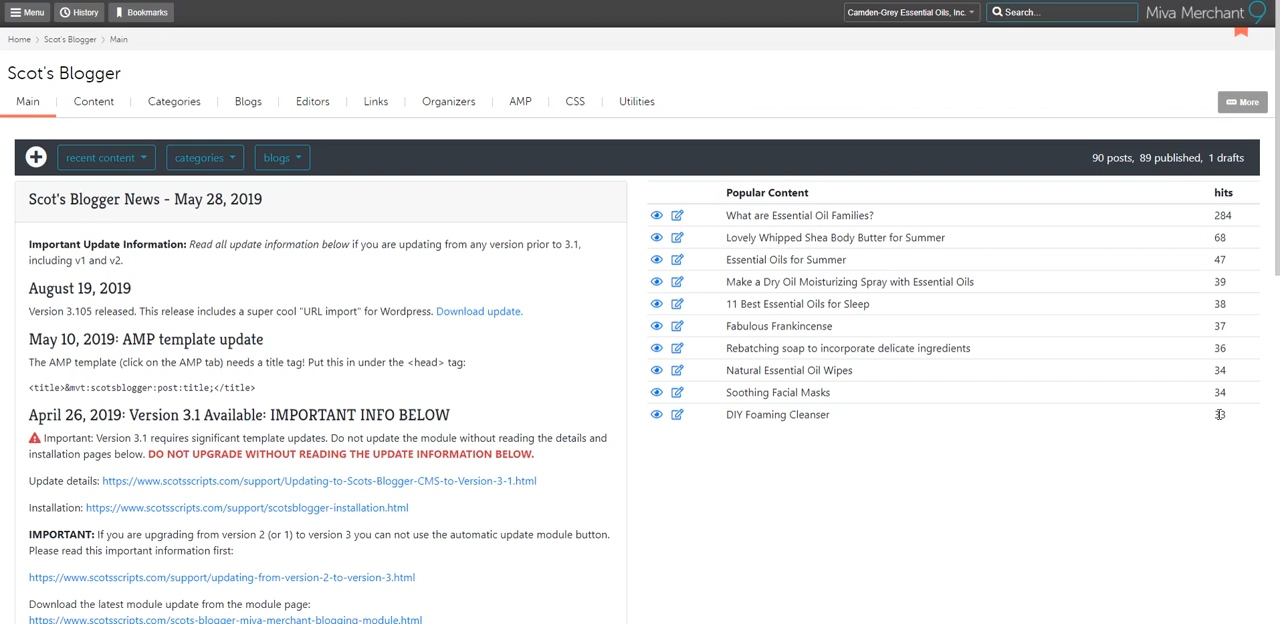 Menu History Bookmarks Camden-Grey Essential Oils, Inc. Search... Miva Merchant 9
Home > Scot's Blogger > Main
Scot's Blogger
Main Content Categories Blogs Editors Links Organizers AMP CSS Utilities More
recent content categories blogs 90 posts, 89 published, 1 drafts
Scot's Blogger News - May 28, 2019
Important Update Information: Read all update information below if you are updating from any version prior to 3.1,
including v1 and v2.
August 19, 2019
Version 3.105 released. This release includes a super cool "URL import" for Wordpress. Download update.
May 10, 2019: AMP template update
The AMP template (click on the AMP tab) needs a title tag! Put this in under the <head> tag:
<title>&mvt:scotsblogger:post:title;</title>
April 26, 2019: Version 3.1 Available: IMPORTANT INFO BELOW
Important: Version 3.1 requires significant template updates. Do not update the module without reading the details and
installation pages below. DO NOT UPGRADE WITHOUT READING THE UPDATE INFORMATION BELOW.
Update details: https://www.scotsscripts.com/support/Updating-to-Scots-Blogger-CMS-to-Version-3-1.html
Installation: https://www.scotsscripts.com/support/scotsblogger-installation.html
IMPORTANT: If you are upgrading from version 2 (or 1) to version 3 you can not use the automatic update module button.
Please read this important information first:
https://www.scotsscripts.com/support/updating-from-version-2-to-version-3.html
Download the latest module update from the module page:
https://www.scotsscripts.com/scots-blogger-miva-merchant-blogging-module.html
Popular Content hits
What are Essential Oil Families? 284
Lovely Whipped Shea Body Butter for Summer 68
Essential Oils for Summer 47
Make a Dry Oil Moisturizing Spray with Essential Oils 39
11 Best Essential Oils for Sleep 38
Fabulous Frankincense 37
Rebatching soap to incorporate delicate ingredients 36
Natural Essential Oil Wipes 34
Soothing Facial Masks 34
DIY Foaming Cleanser 33